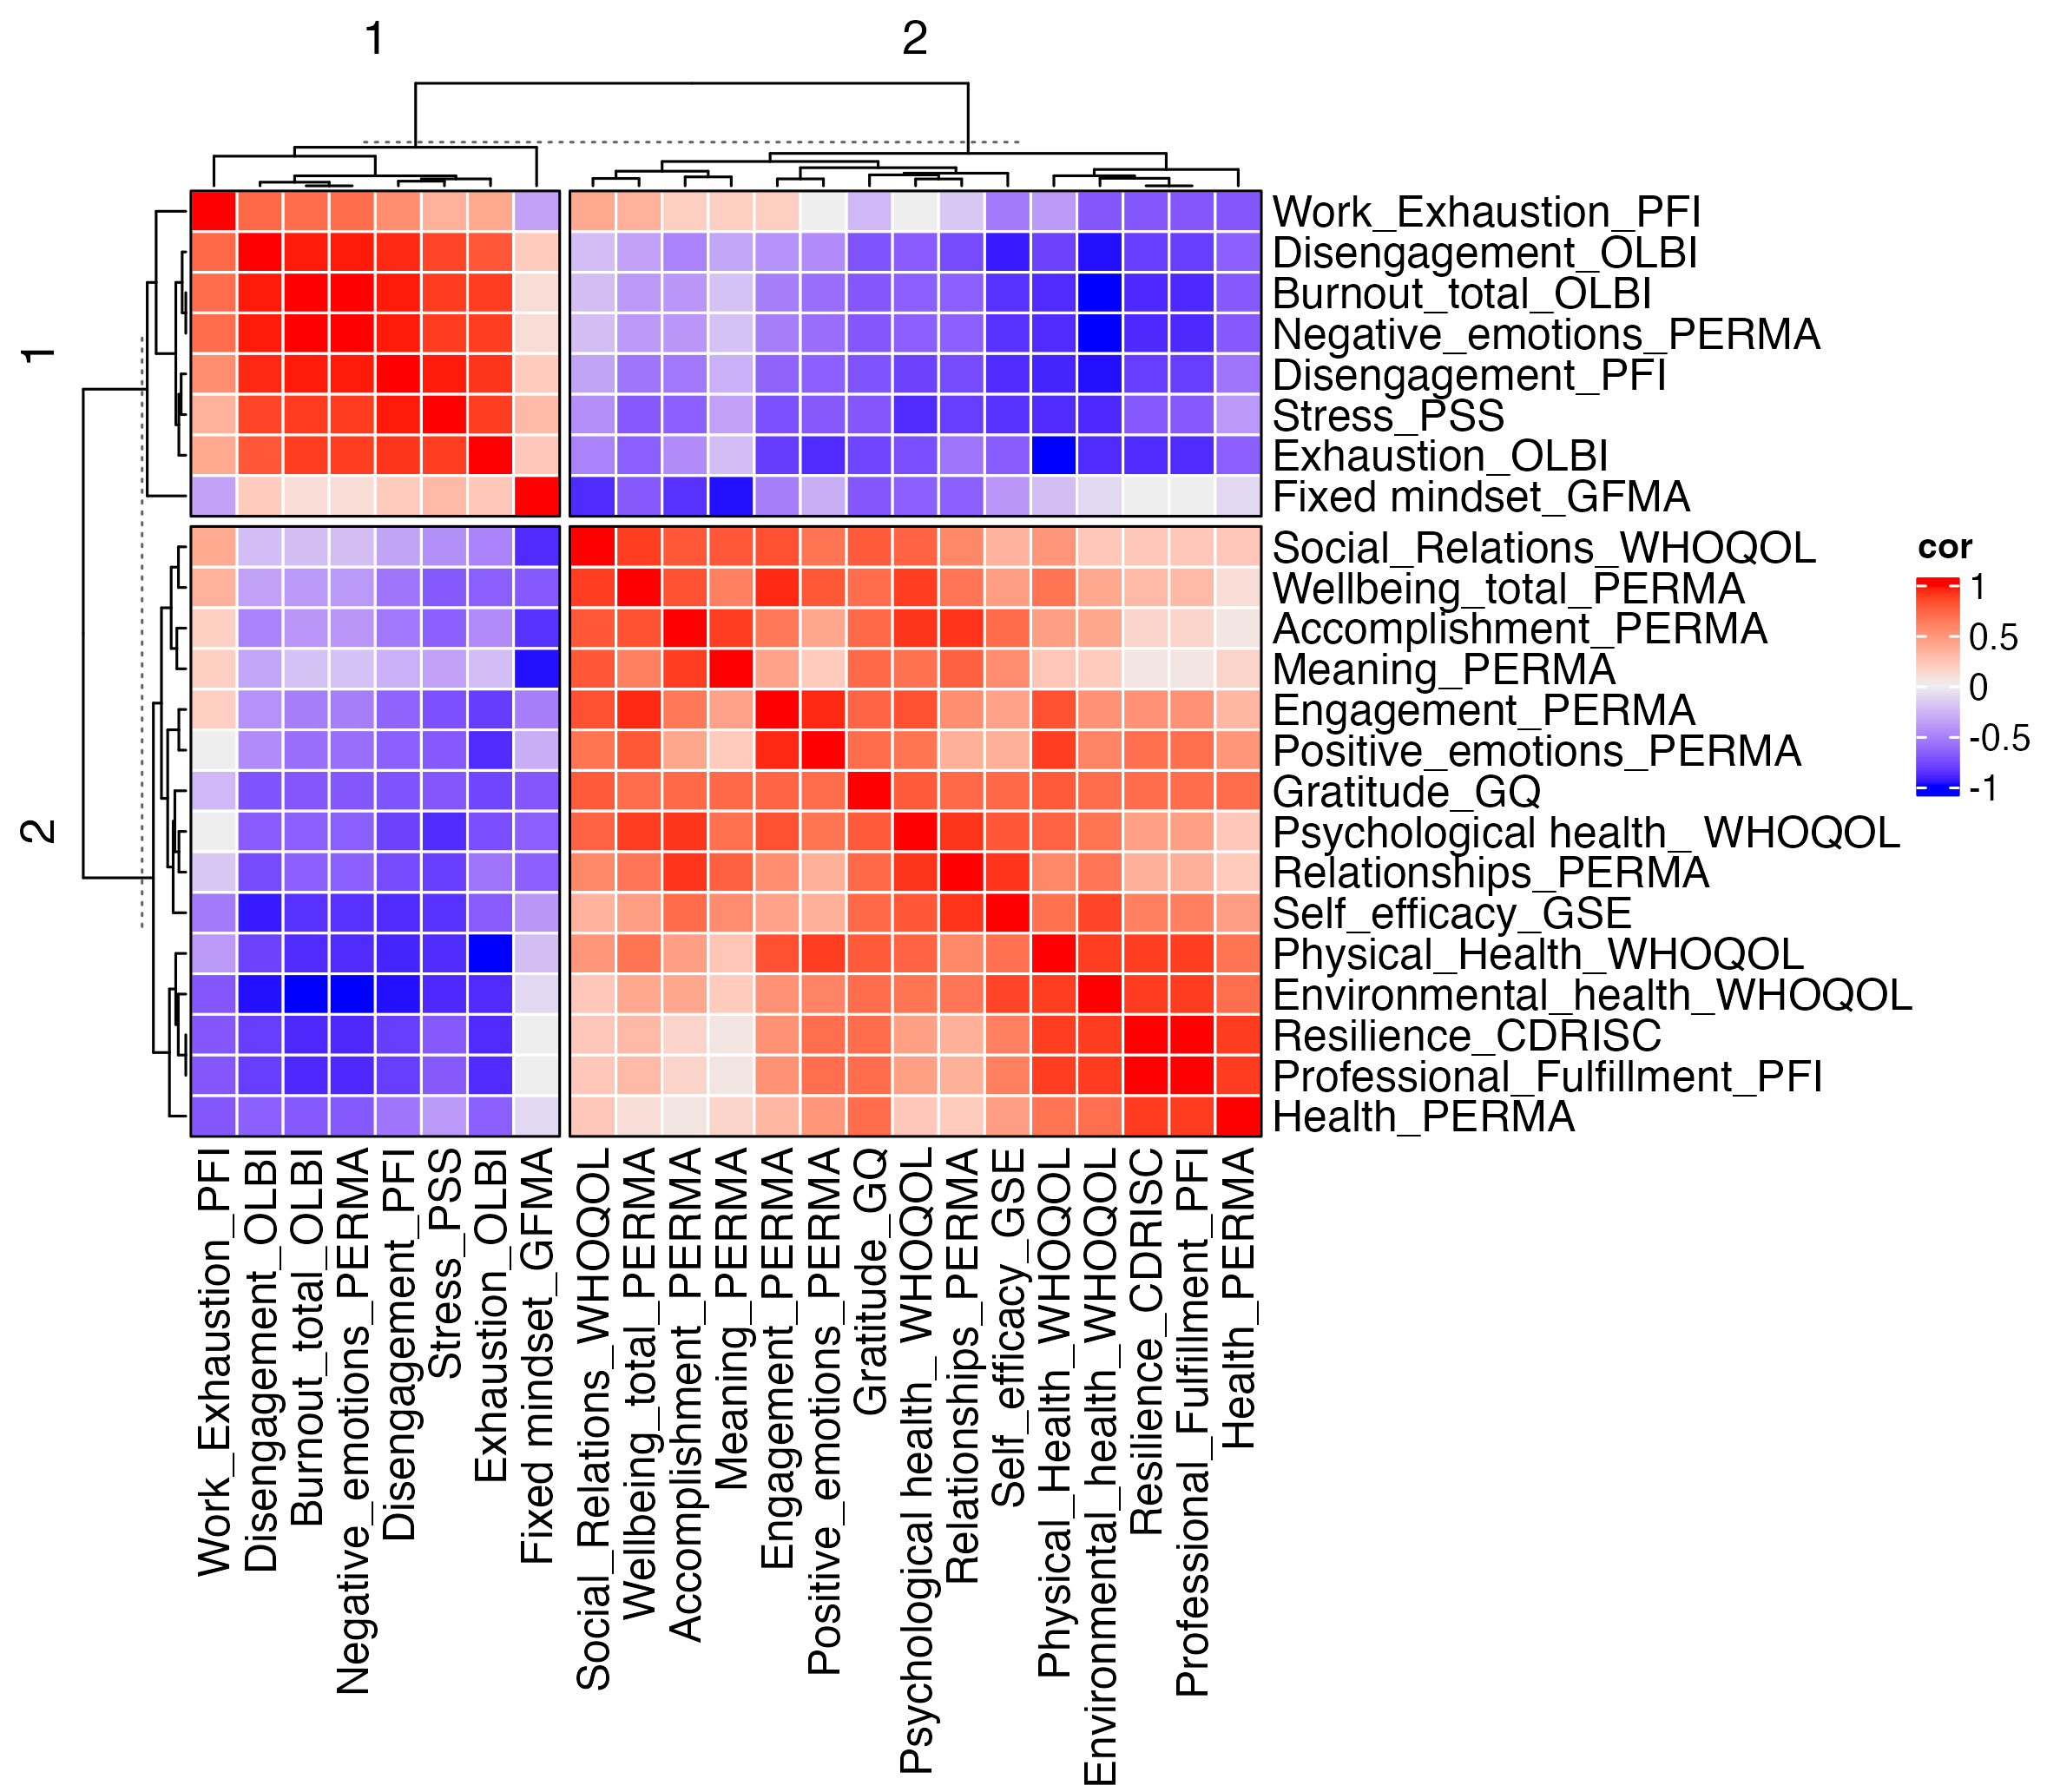 1
2
1
2
Work_Exhaustion_PFI
Disengagement_OLBI
Burnout_total_OLBI
Negative_emotions_PERMA
Disengagement_PFI
Stress_PSS
Exhaustion_OLBI
Fixed mindset_GFMA
Social_Relations_WHOQOL
Wellbeing_total_PERMA
Accomplishment_PERMA
Meaning_PERMA
Engagement_PERMA
Positive_emotions_PERMA
Gratitude_GQ
Psychological health_ WHOQOL
Relationships_PERMA
Self_efficacy_GSE
Physical_Health_WHOQOL
Environmental_health_WHOQOL
Resilience_CDRISC
Professional_Fulfillment_PFI
Health_PERMA
cor
1
0.5
0
-0.5
-1
Work_Exhaustion_PFI
Disengagement_OLBI
Burnout_total_OLBI
Negative_emotions_PERMA
Disengagement_PFI
Stress_PSS
Exhaustion_OLBI
Fixed mindset_GFMA
Social_Relations_WHOQOL
Wellbeing_total_PERMA
Accomplishment_PERMA
Meaning_PERMA
Engagement_PERMA
Positive_emotions_PERMA
Gratitude_GQ
Psychological health_ WHOQOL
Relationships_PERMA
Self_efficacy_GSE
Physical_Health_WHOQOL
Environmental_health_WHOQOL
Resilience_CDRISC
Professional_Fulfillment_PFI
Health_PERMA